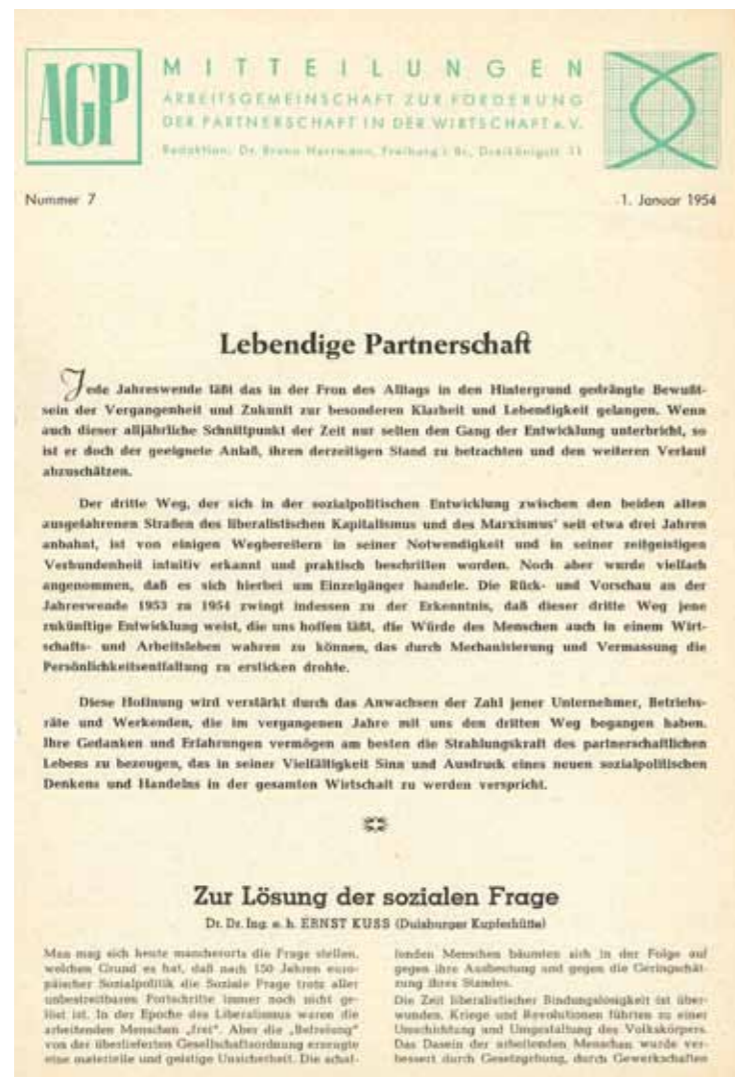 AGP
MITTEILUNGEN
ARBEITSGEMEINSCHAFT ZUR FÖRDERUNG
DER PARTNERSCHAFT IN DER WIRTSCHAFT e.V.
Redaktion: Dr. Bruno Herrmann, Freiburg i. Br., Dreikönigstr. 11
Nummer 7
1. Januar 1954
Lebendige Partnerschaft
Jede Jahreswende läßt das in der Fron des Alltags in den Hintergrund gedrängte Bewußt-
sein der Vergangenheit und Zukunft zur besonderen Klarheit und Lebendigkeit gelangen. Wenn
auch dieser alljährliche Schnittpunkt der Zeit nur selten den Gang der Entwicklung unterbricht, so
ist er doch der geeignete Anlaß, ihren derzeitigen Stand zu betrachten und den weiteren Verlauf
abzuschätzen.
Der dritte Weg, der sich in der sozialpolitischen Entwicklung zwischen den beiden alten
ausgefahrenen Straßen des liberalistischen Kapitalismus und des Marxismus' seit etwa drei Jahren
anbahnt, ist von einigen Wegbereitern in seiner Notwendigkeit und in seiner zeitgeistigen
Verbundenheit intuitiv erkannt und praktisch beschritten worden. Noch aber wurde vielfach
angenommen, daß es sich hierbei um Einzelgänger handele. Die Rück- und Vorschau an der
Jahreswende 1953 zu 1954 zwingt indessen zu der Erkenntnis, daß dieser dritte Weg jene
zukünftige Entwicklung weist, die uns hoffen läßt, die Würde des Menschen auch in einem Wirt-
schafts- und Arbeitsleben wahren zu können, das durch Mechanisierung und Vermassung die
Persönlichkeitsentfaltung zu ersticken drohte.
Diese Hoffnung wird verstärkt durch das Anwachsen der Zahl jener Unternehmer, Betriebs-
räte und Werkenden, die im vergangenen Jahre mit uns den dritten Weg begangen haben.
Ihre Gedanken und Erfahrungen vermögen am besten die Strahlungskraft des partnerschaftlichen
Lebens zu bezeugen, das in seiner Vielfältigkeit Sinn und Ausdruck eines neuen sozialpolitischen
Denkens und Handelns in der gesamten Wirtschaft zu werden verspricht.
Zur Lösung der sozialen Frage
Dr. Dr. Ing. e. h. ERNST KUSS (Duisburger Kupferhütte)
Man mag sich heute mancherorts die Frage stellen,
welchen Grund es hat, daß nach 150 Jahren euro-
päischer Sozialpolitik die Soziale Frage trotz aller
unbestreitbaren Fortschritte immer noch nicht ge-
löst ist. In der Epoche des Liberalismus waren die
arbeitenden Menschen „frei". Aber die „Befreiung"
von der überlieferten Gesellschaftsordnung erzeugte
eine materielle und geistige Unsicherheit. Die schaf-
fenden Menschen bäumten sich in der Folge auf
gegen ihre Ausbeutung und gegen die Geringschät-
zung ihres Standes.
Die Zeit liberalistischer Bindungslosigkeit ist über-
wunden. Kriege und Revolutionen führten zu einer
Umschichtung und Umgestaltung des Volkskörpers.
Das Dasein der arbeitenden Menschen wurde ver-
bessert durch Gesetzgebung, durch Gewerkschaften